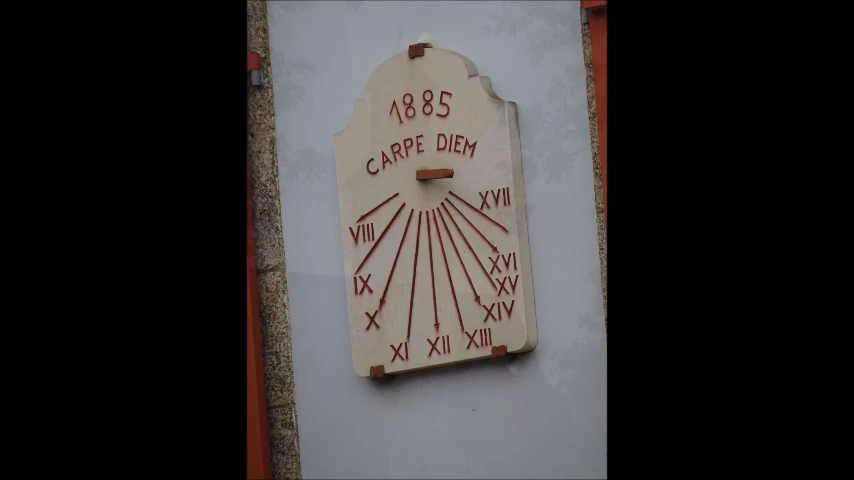 1885
CARPE DIEM
XVII
VIII
XVI
IX
XV
X
XIV
XI
XII
XIII